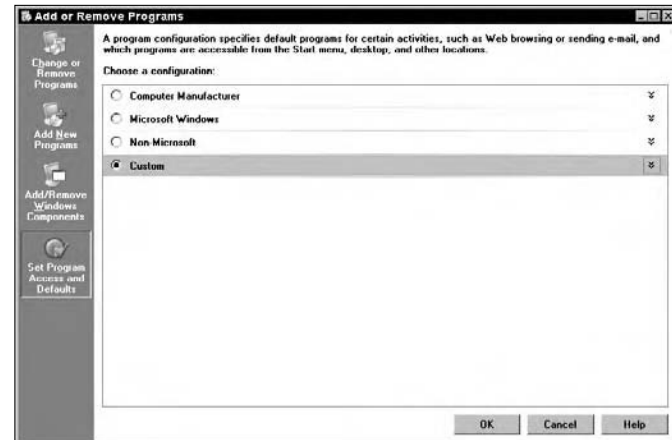 Add or Remove Programs
Change or
Remove
Programs
Add New
Programs
Add/Remove
Windows
Components
Set Program
Access and
Defaults
A program configuration specifies default programs for certain activities, such as Web browsing or sending e-mail, and
which programs are accessible from the Start menu, desktop, and other locations.
Choose a configuration:
Computer Manufacturer
Microsoft Windows
Non-Microsoft
Custom
OK
Cancel
Help